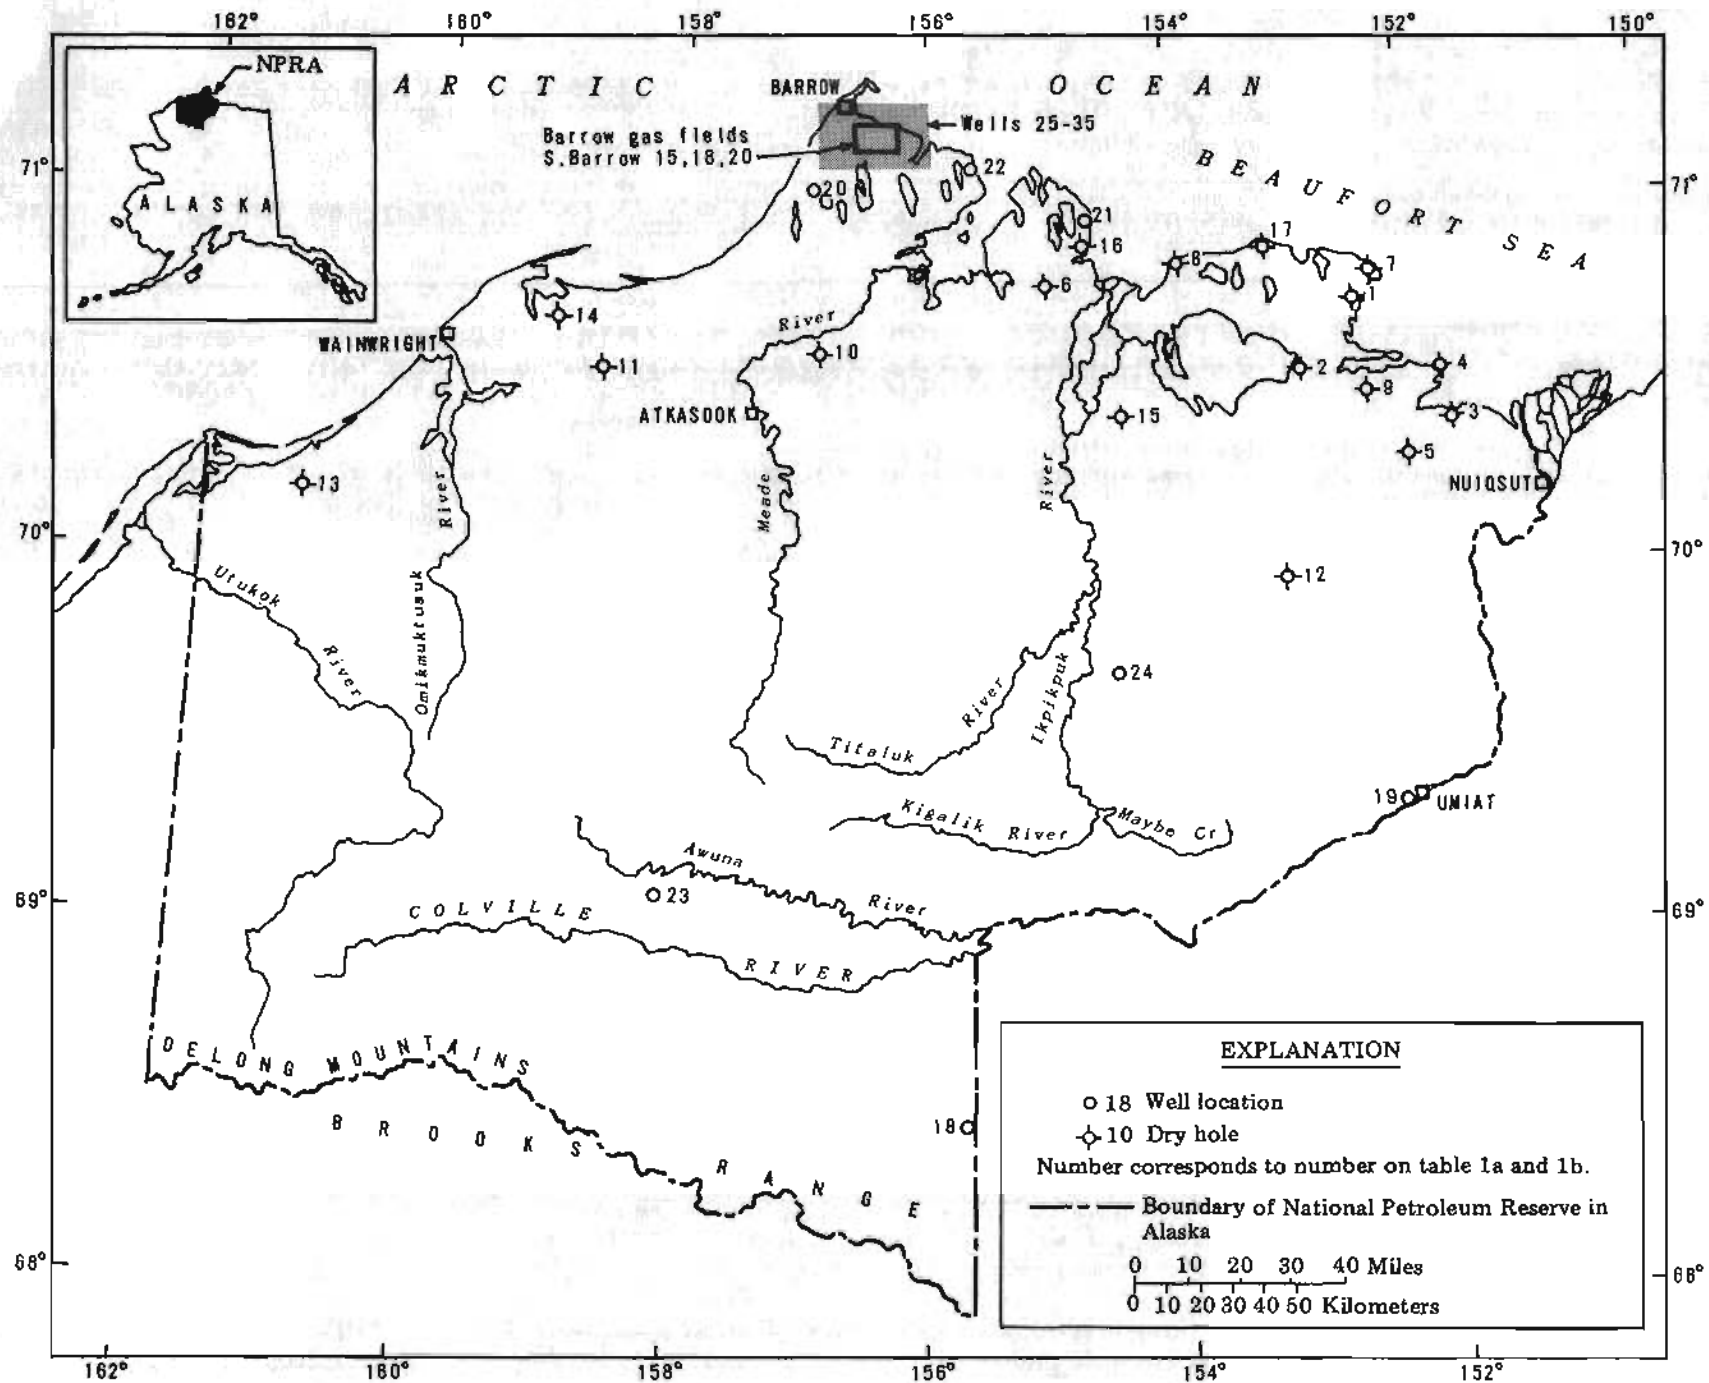 162° 160° 158° 156° 154° 152° 150°
NPRA
ALASKA
ARCTIC OCEAN
BARROW
Wells 25-35
Barrow gas fields
S.Barrow 15,18,20
BEAUFORT SEA
71° 71°
22
20
21
16
17
8
7
6
1
14
River
WAINWRIGHT
11
10
2
4
9
ATKASOOK
15
3
5
13
NUIQSUT
River
Meade
River
70° 70°
12
Utukok
River
Omikmuktusuk
24
River
Ikpikpuk
Titaluk
19
UMIAT
Kigalik River
Maybe Cr
Awuna
River
23
69° 69°
COLVILLE
RIVER
DELONG MOUNTAINS
BROOKS RANGE
18
EXPLANATION
18 Well location
10 Dry hole
Number corresponds to number on table 1a and 1b.
Boundary of National Petroleum Reserve in
Alaska
0 10 20 30 40 Miles
0 10 20 30 40 50 Kilometers
68° 68°
162° 160° 158° 156° 154° 152°